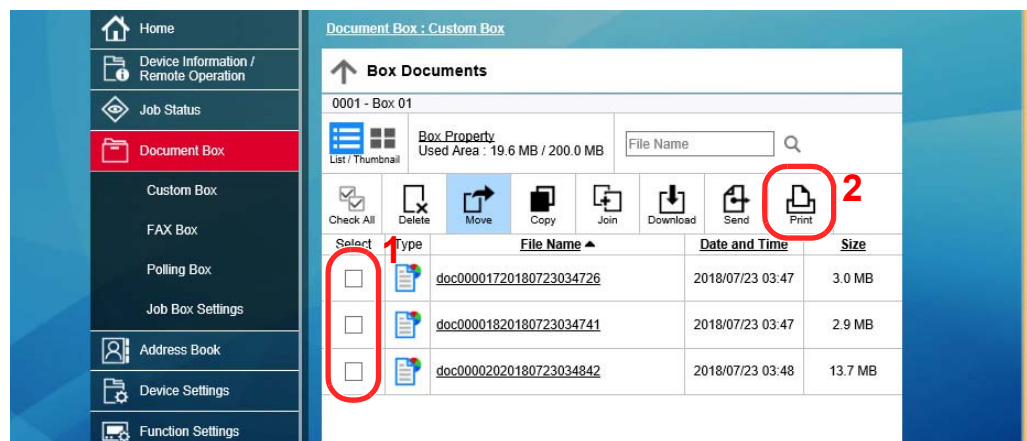 Home
Device Information /
Remote Operation
Job Status
Document Box
Custom Box
FAX Box
Polling Box
Job Box Settings
Address Book
Device Settings
Function Settings
Document Box : Custom Box
Box Documents
0001 - Box 01
List / Thumbnail
Box Property
Used Area : 19.6 MB / 200.0 MB
File Name
Check All Delete Move Copy Join Download Send Print 2
Select 1 Type File Name ▲ Date and Time Size
doc00001720180723034726 2018/07/23 03:47 3.0 MB
doc00001820180723034741 2018/07/23 03:47 2.9 MB
doc00002020180723034842 2018/07/23 03:48 13.7 MB